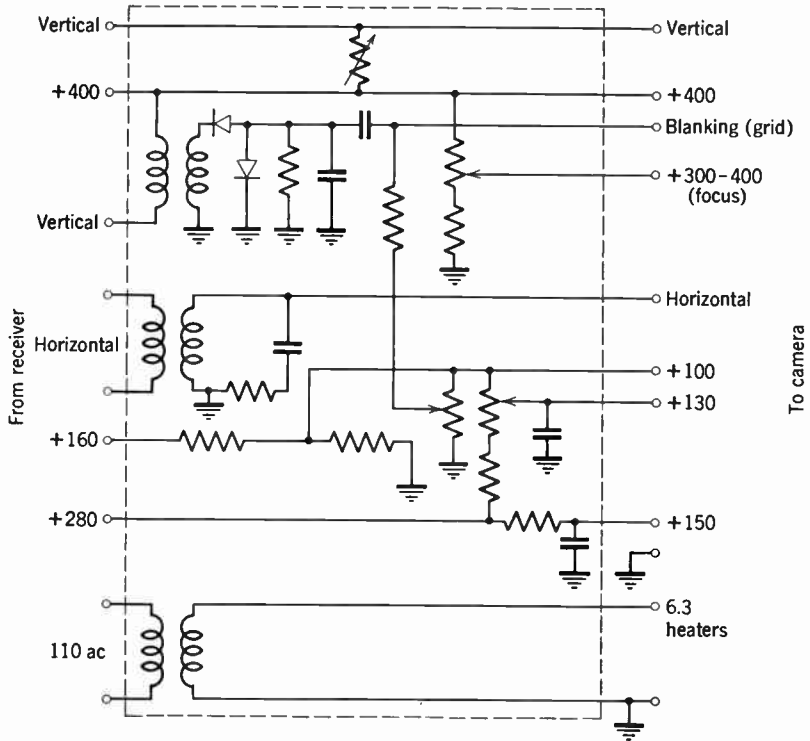 Vertical
+400
Vertical
Horizontal
+160
+280
110 ac
From receiver
Vertical
+400
Blanking (grid)
+300-400
(focus)
Horizontal
+100
+130
+150
6.3
heaters
To camera